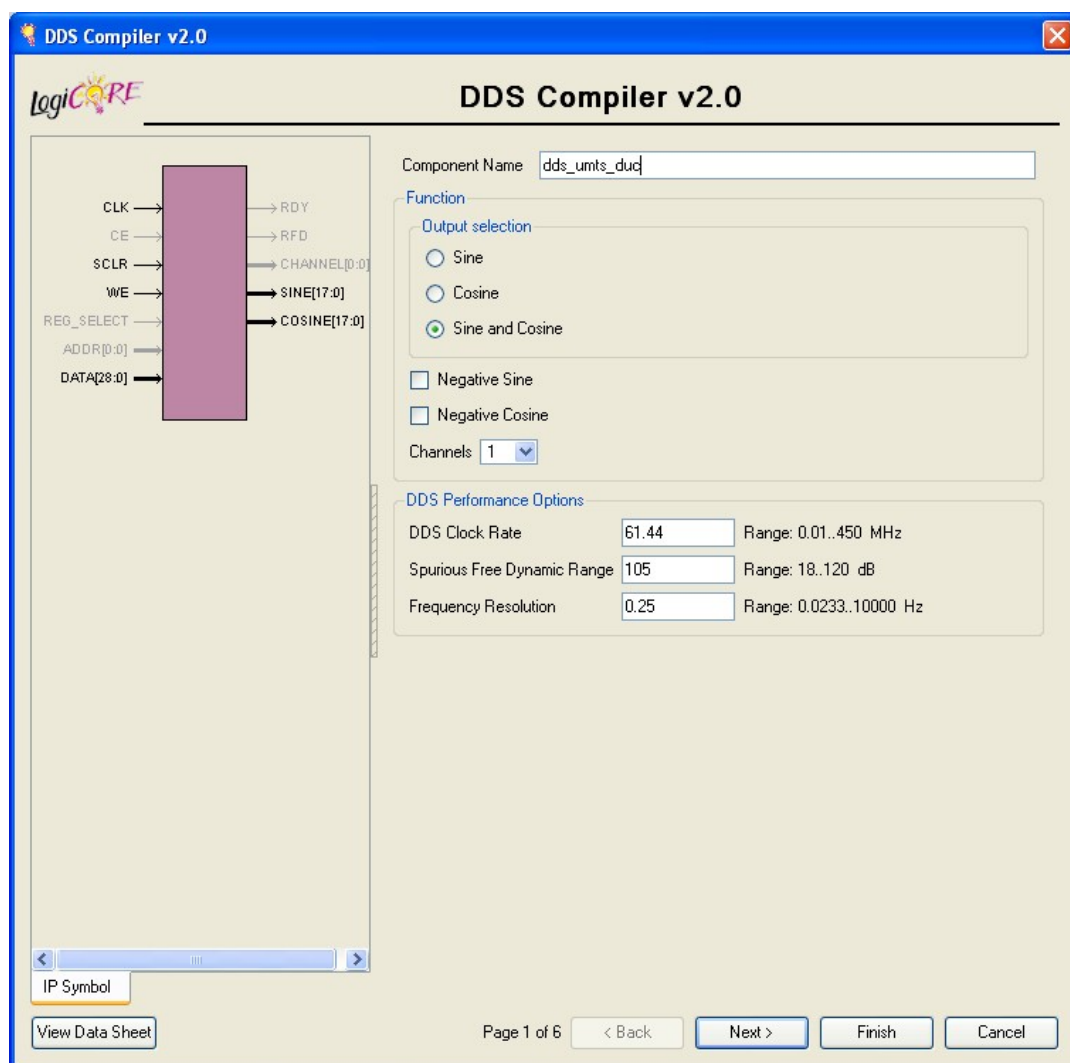 DDS Compiler v2.0
LogiCORE
DDS Compiler v2.0
CLK
CE
SCLR
WE
REG_SELECT
ADDR[0:0]
DATA[28:0]
RDY
RFD
CHANNEL[0:0]
SINE[17:0]
COSINE[17:0]
Component Name dds_umts_duc
Function
Output selection
Sine
Cosine
Sine and Cosine
Negative Sine
Negative Cosine
Channels 1
DDS Performance Options
DDS Clock Rate 61.44 Range: 0.01..450 MHz
Spurious Free Dynamic Range 105 Range: 18..120 dB
Frequency Resolution 0.25 Range: 0.0233..10000 Hz
IP Symbol
View Data Sheet Page 1 of 6 < Back Next > Finish Cancel